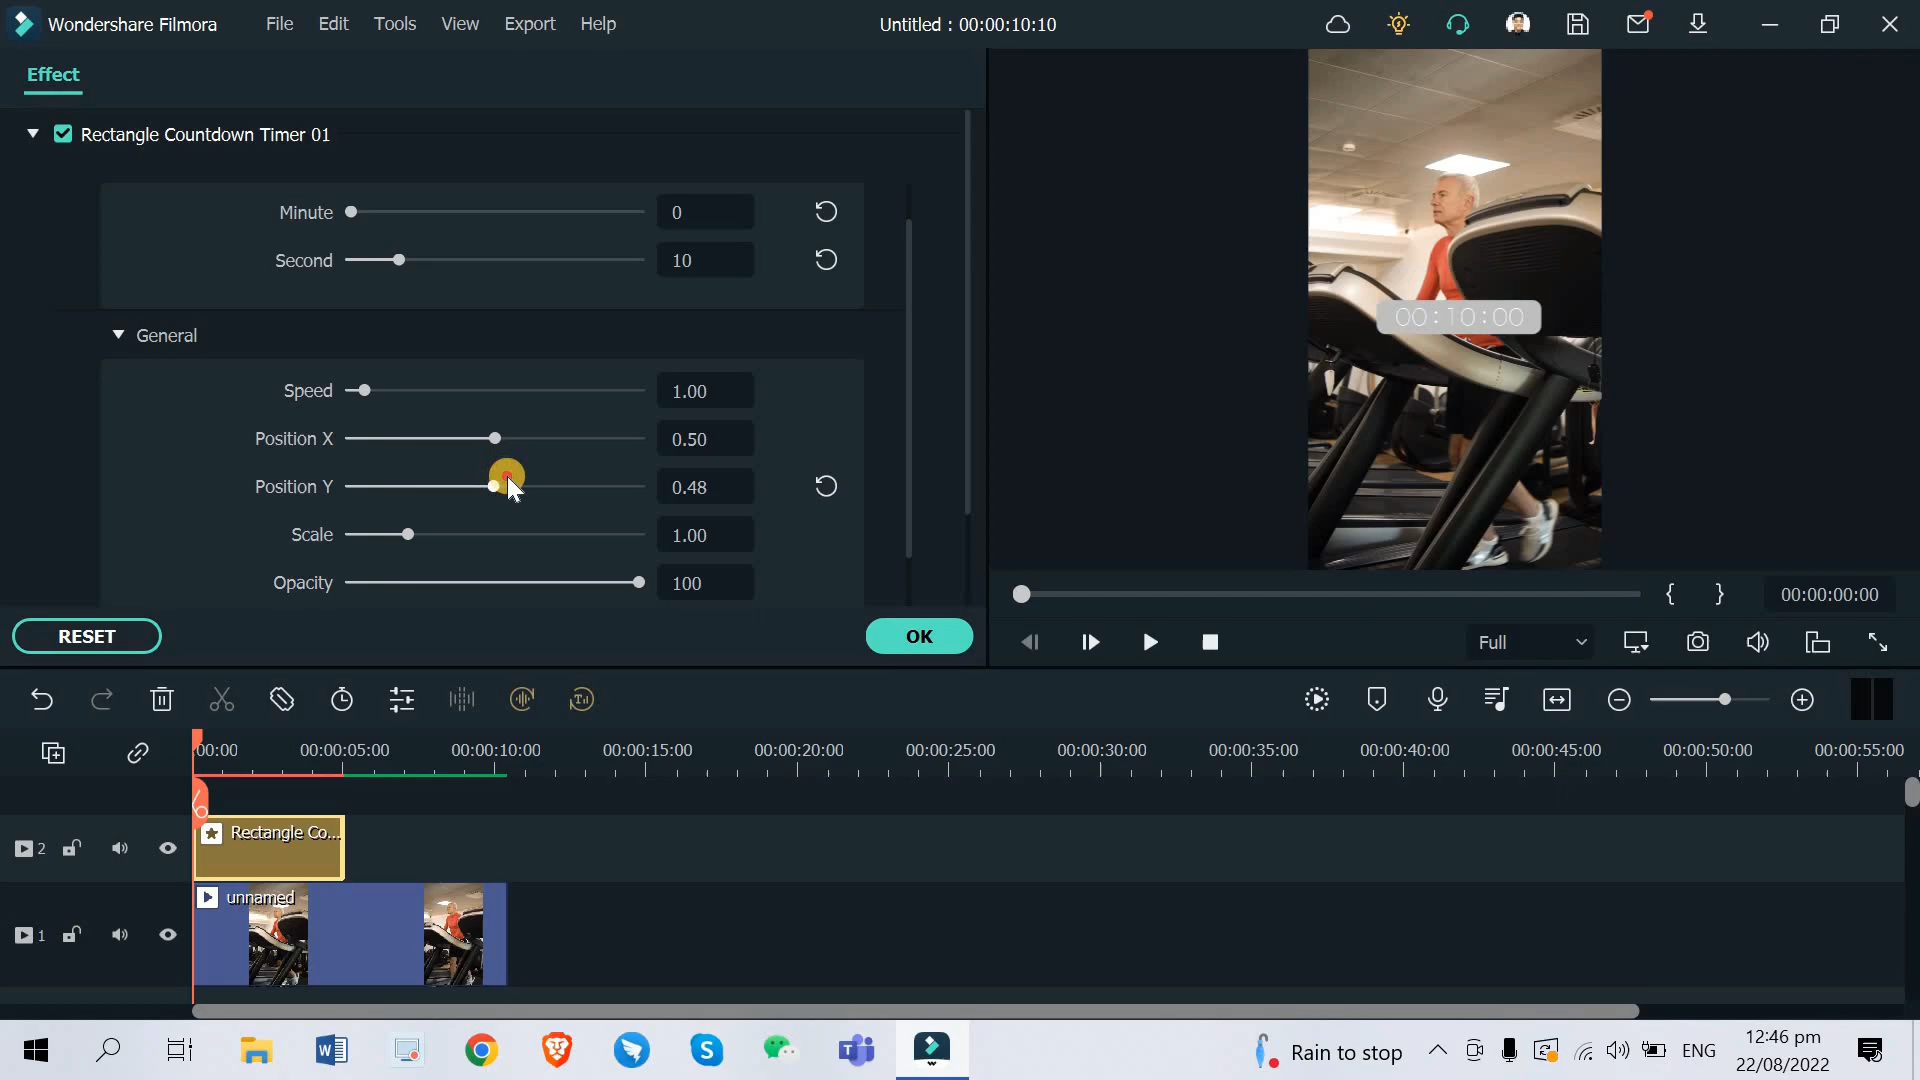 Wondershare Filmora File Edit Tools View Export Help Untitled : 00:00:10:10
Effect
Rectangle Countdown Timer 01
Minute 0
Second 10
General
Speed 1.00
Position X 0.50
Position Y 0.48
Scale 1.00
Opacity 100
RESET OK
00:10:00
{ } 00:00:00:00
Full
00:00 00:00:05:00 00:00:10:00 00:00:15:00 00:00:20:00 00:00:25:00 00:00:30:00 00:00:35:00 00:00:40:00 00:00:45:00 00:00:50:00 00:00:55:00
2 Rectangle Co...
unnamed
1
Rain to stop ENG 12:46 pm
22/08/2022